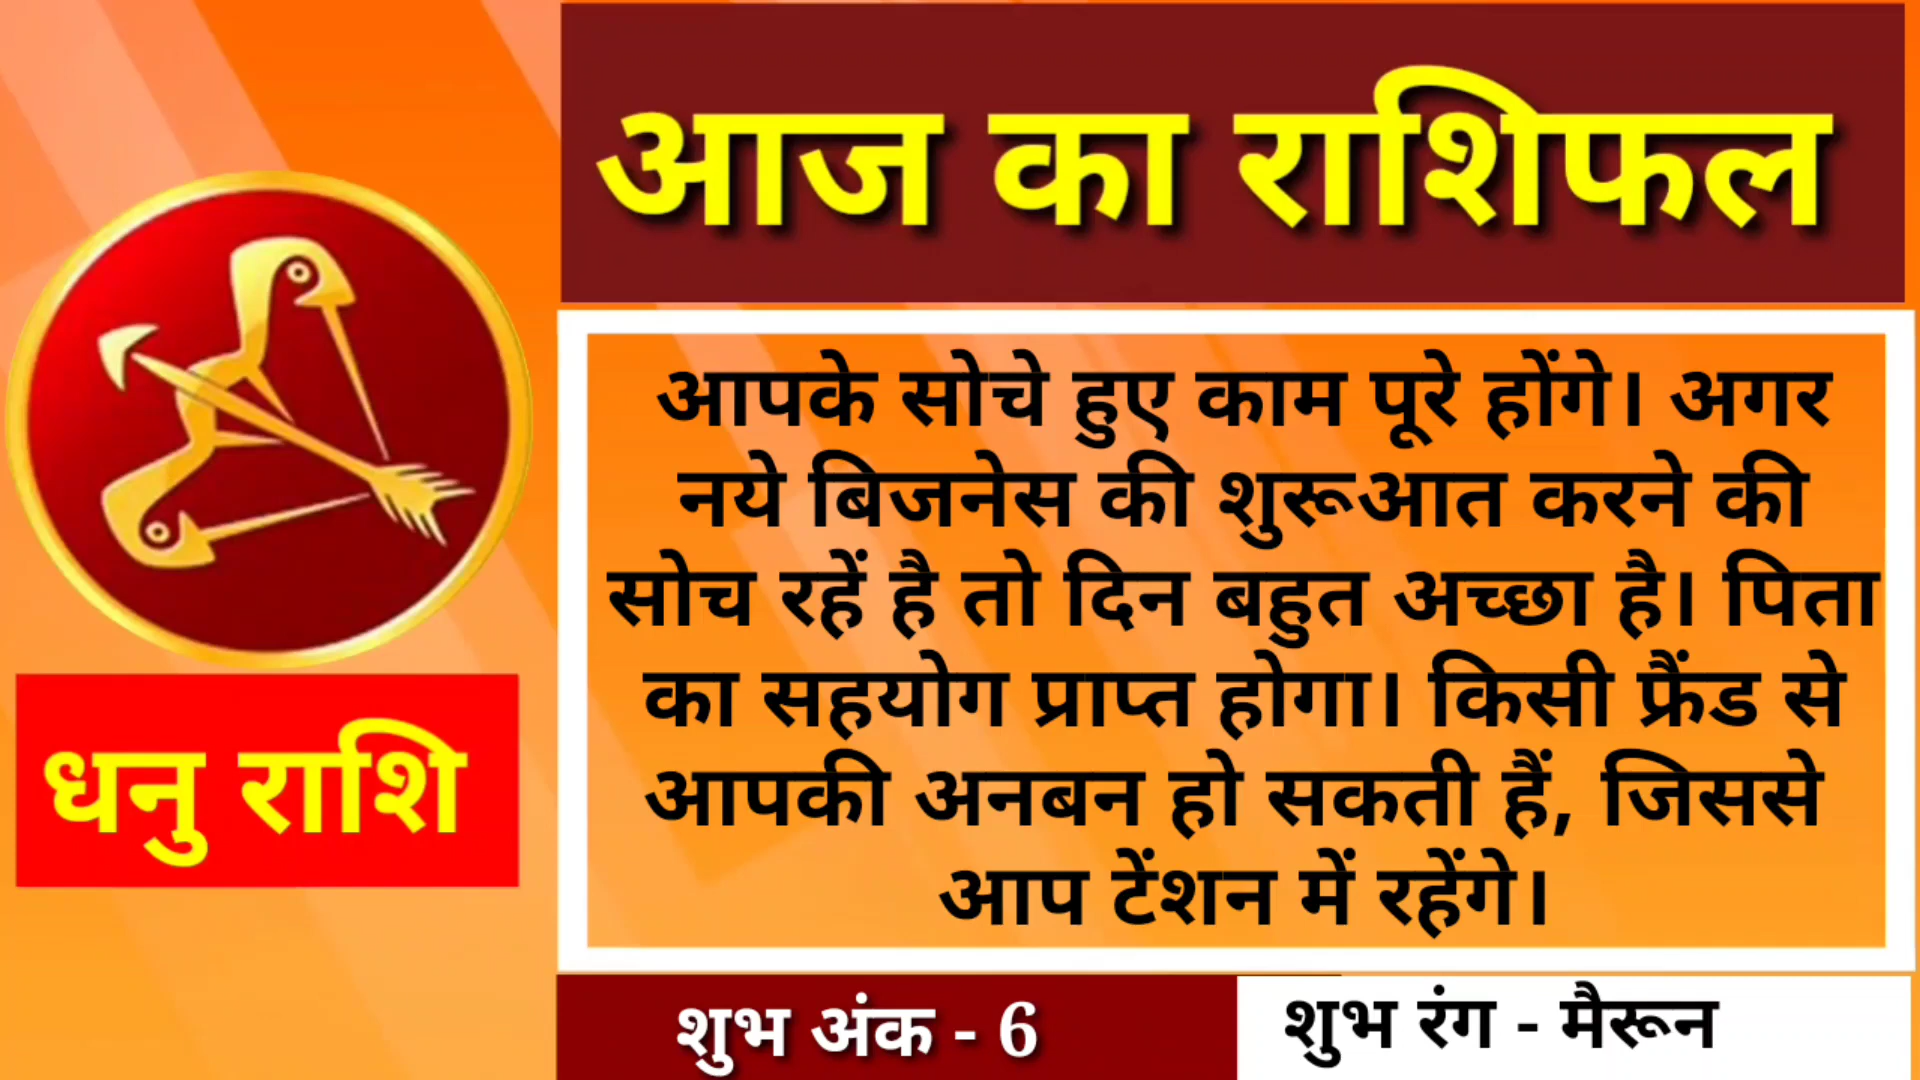 आज का राशिफल
आपके सोचे हुए काम पूरे होंगे। अगर
नये बिजनेस की शुरूआत करने की
सोच रहें है तो दिन बहुत अच्छा है। पिता
का सहयोग प्राप्त होगा। किसी फ्रैंड से
आपकी अनबन हो सकती हैं, जिससे
आप टेंशन में रहेंगे।
धनु राशि
शुभ अंक - 6
शुभ रंग - मैरून